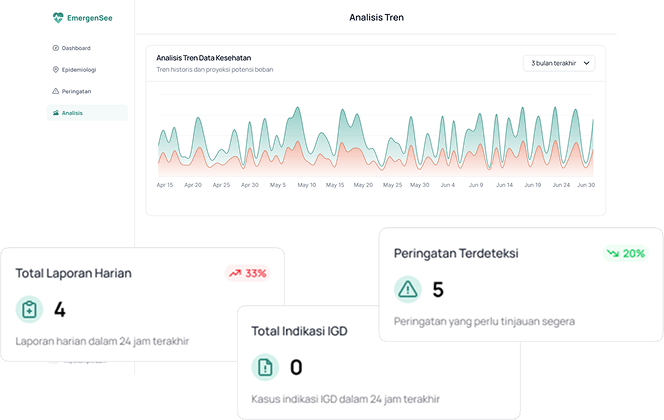 EmergenSee
Analisis Tren
Dashboard
Epidemiologi
Peringatan
Analisis
Analisis Tren Data Kesehatan
Tren historis dan proyeksi potensi beban
3 bulan terakhir
Apr 15 Apr 20 Apr 25 Apr 30 May 5 May 10 May 15 May 20 May 25 May 30 Jun 4 Jun 9 Jun 14 Jun 19 Jun 24 Jun 30
Total Laporan Harian
33%
4
Laporan harian dalam 24 jam terakhir
Peringatan Terdeteksi
20%
5
Peringatan yang perlu tinjauan segera
Total Indikasi IGD
0
Kasus indikasi IGD dalam 24 jam terakhir